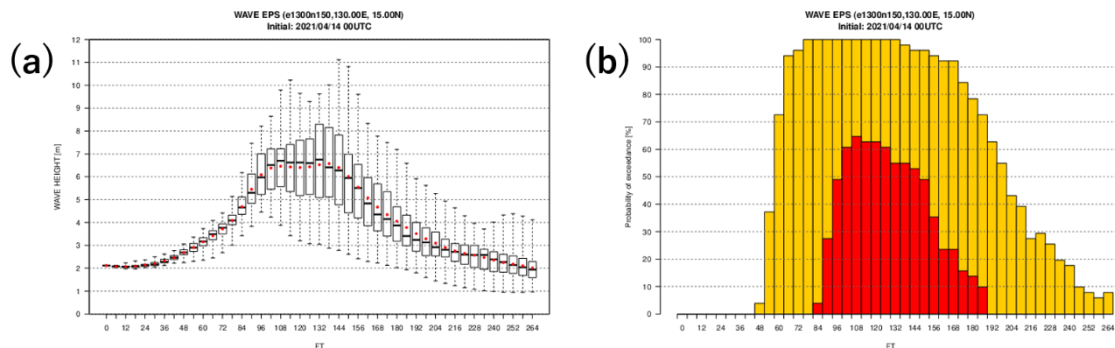 (a)
WAVE EPS (e1300n150,130.00E, 15.00N)
Initial: 2021/04/14 00UTC
WAVE HEIGHT [m]
12
11
10
9
8
7
6
5
4
3
2
1
0
0 12 24 36 48 60 72 84 96 108 120 132 144 156 168 180 192 204 216 228 240 252 264
FT
(b)
WAVE EPS (e1300n150,130.00E, 15.00N)
Initial: 2021/04/14 00UTC
Probability of exceedance [%]
100
90
80
70
60
50
40
30
20
10
0
0 12 24 36 48 60 72 84 96 108 120 132 144 156 168 180 192 204 216 228 240 252 264
FT